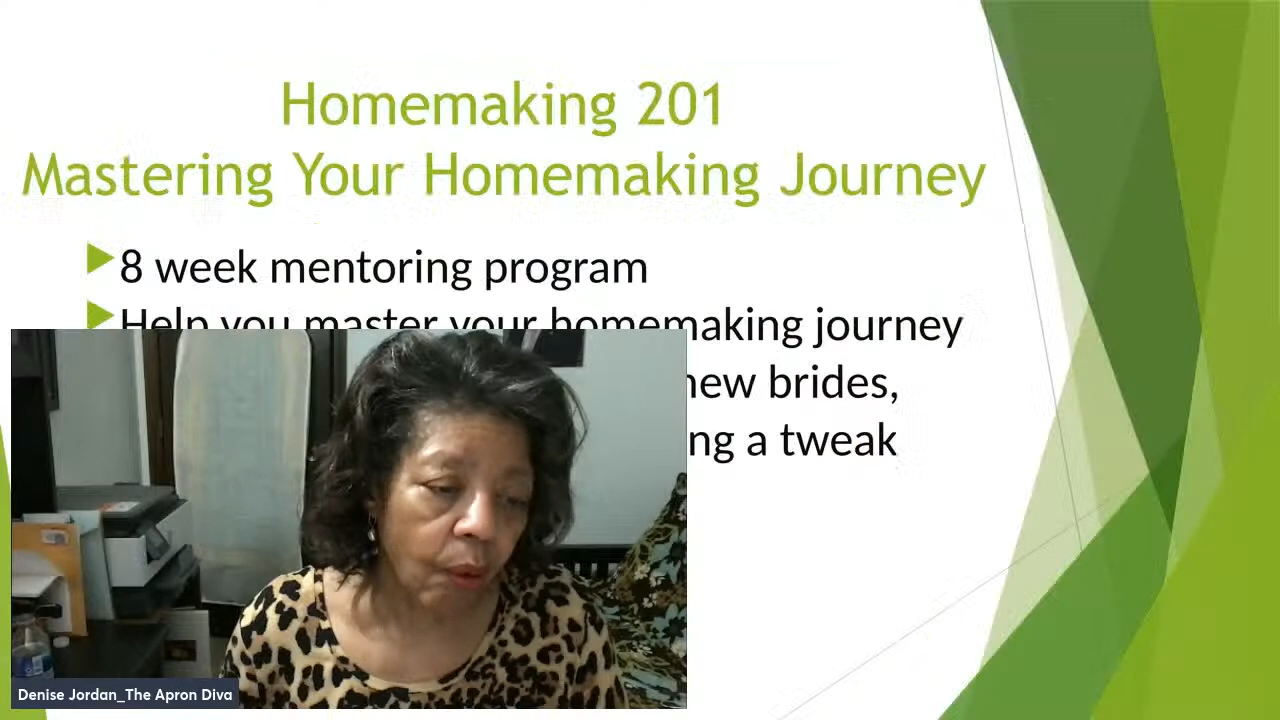 Homemaking 201
Mastering Your Homemaking Journey
8 week mentoring program
Help you master your homemaking journey
new brides,
a tweak
Denise Jordan_The Apron Diva